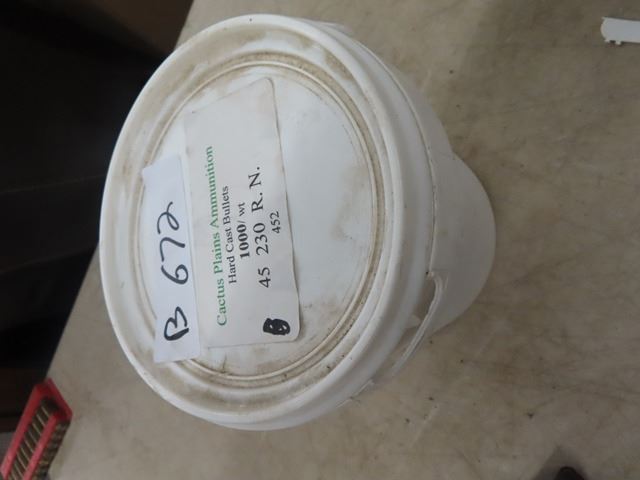 B 672
Cactus Plains Ammunition
Hard Cast Bullets
1000/ wt
45 230 R. N.
452